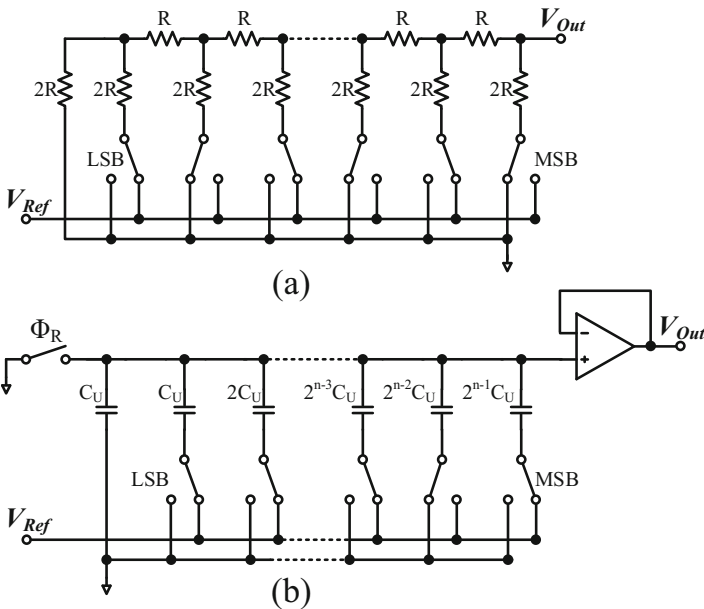 R R R R V_Out
2R 2R 2R 2R 2R 2R 2R
LSB MSB
V_Ref
(a)
Φ_R V_Out
- +
C_U C_U 2C_U 2^{n-3}C_U 2^{n-2}C_U 2^{n-1}C_U
LSB MSB
V_Ref
(b)